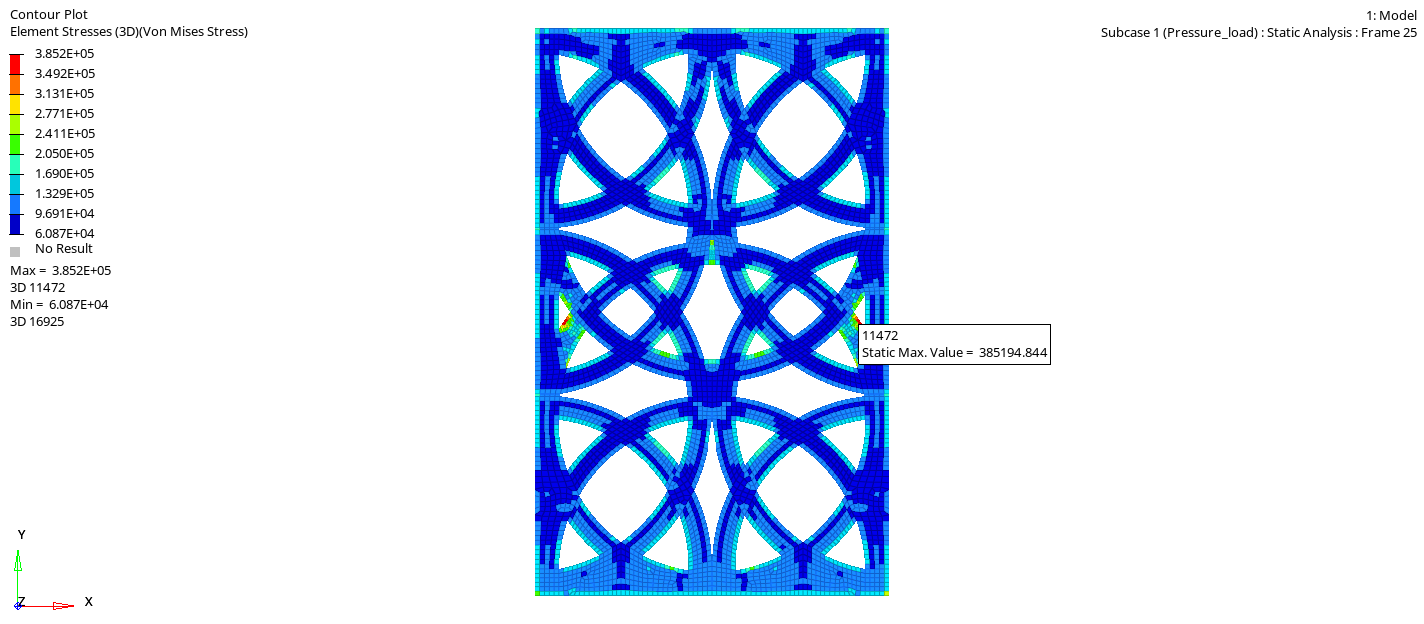 Contour Plot
Element Stresses (3D)(Von Mises Stress)
3.852E+05
3.492E+05
3.131E+05
2.771E+05
2.411E+05
2.050E+05
1.690E+05
1.329E+05
9.691E+04
6.087E+04
No Result
Max = 3.852E+05
3D 11472
Min = 6.087E+04
3D 16925
1: Model
Subcase 1 (Pressure_load) : Static Analysis : Frame 25
11472
Static Max. Value = 385194.844
Y
Z
X